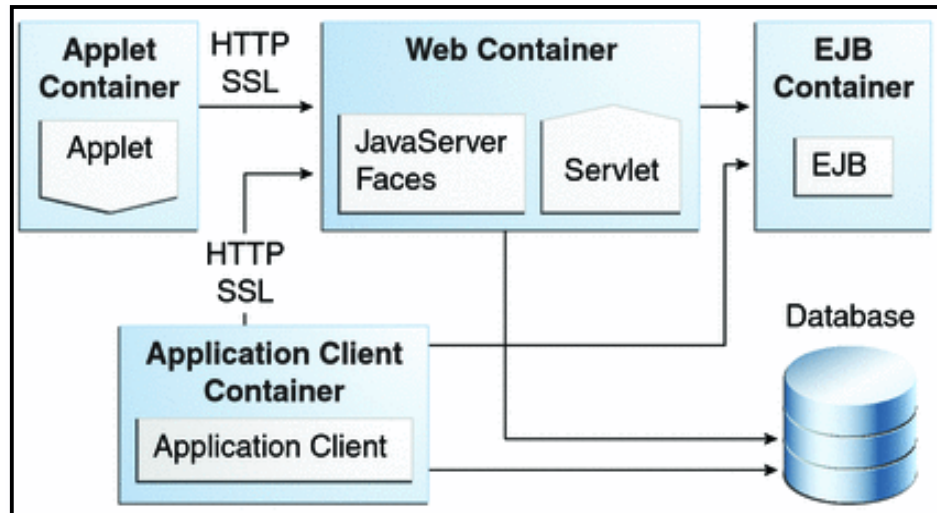 Applet
Container
Applet
HTTP
SSL
Web Container
JavaServer
Faces
Servlet
EJB
Container
EJB
HTTP
SSL
Application Client
Container
Application Client
Database